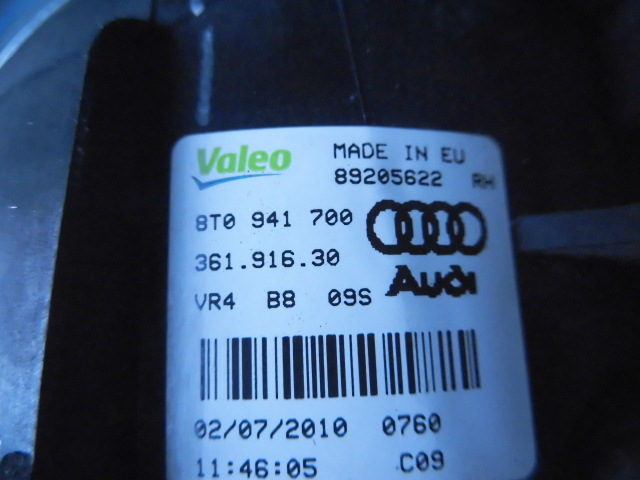 Valeo MADE IN EU
89205622 RH
8T0 941 700
361.916.30
Audi
VR4 B8 09S
02/07/2010 0760
11:46:05 C09